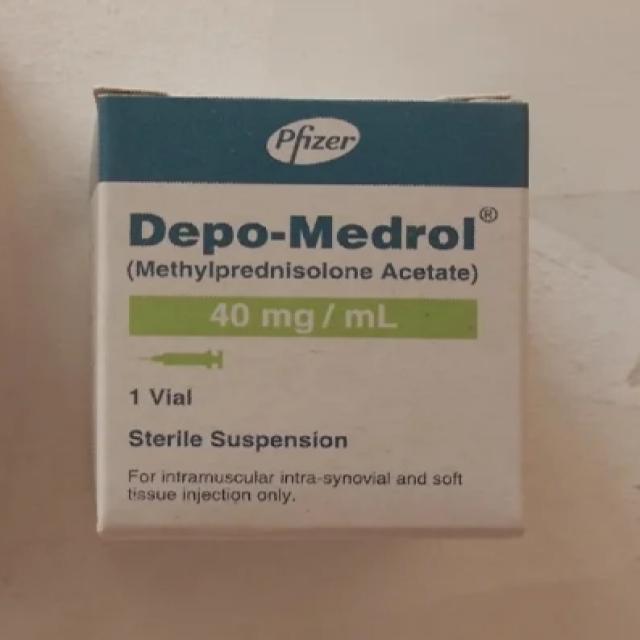 Pfizer
Depo-Medrol®
(Methylprednisolone Acetate)
40 mg / mL
1 Vial
Sterile Suspension
For intramuscular intra-synovial and soft
tissue injection only.